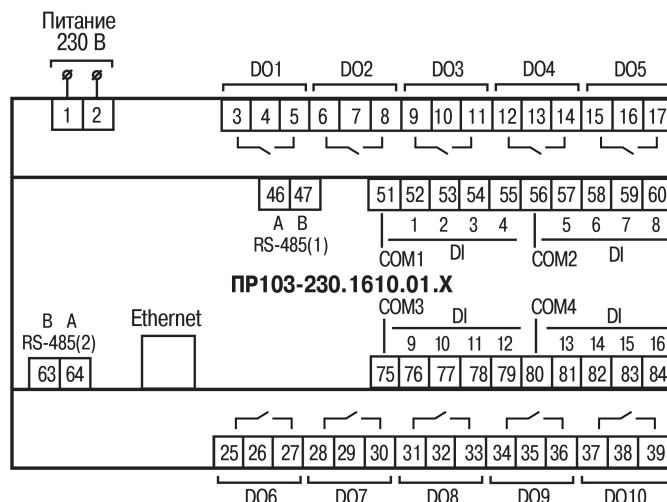 Питание
230 В
DO1 DO2 DO3 DO4 DO5
1 2 3 4 5 6 7 8 9 10 11 12 13 14 15 16 17
46 47 51 52 53 54 55 56 57 58 59 60
A B 1 2 3 4 5 6 7 8
RS-485(1) COM1 DI COM2 DI
ПР103-230.1610.01.X
COM3 DI COM4 DI
B A Ethernet
RS-485(2) 9 10 11 12 13 14 15 16
63 64 75 76 77 78 79 80 81 82 83 84
25 26 27 28 29 30 31 32 33 34 35 36 37 38 39
DO6 DO7 DO8 DO9 DO10